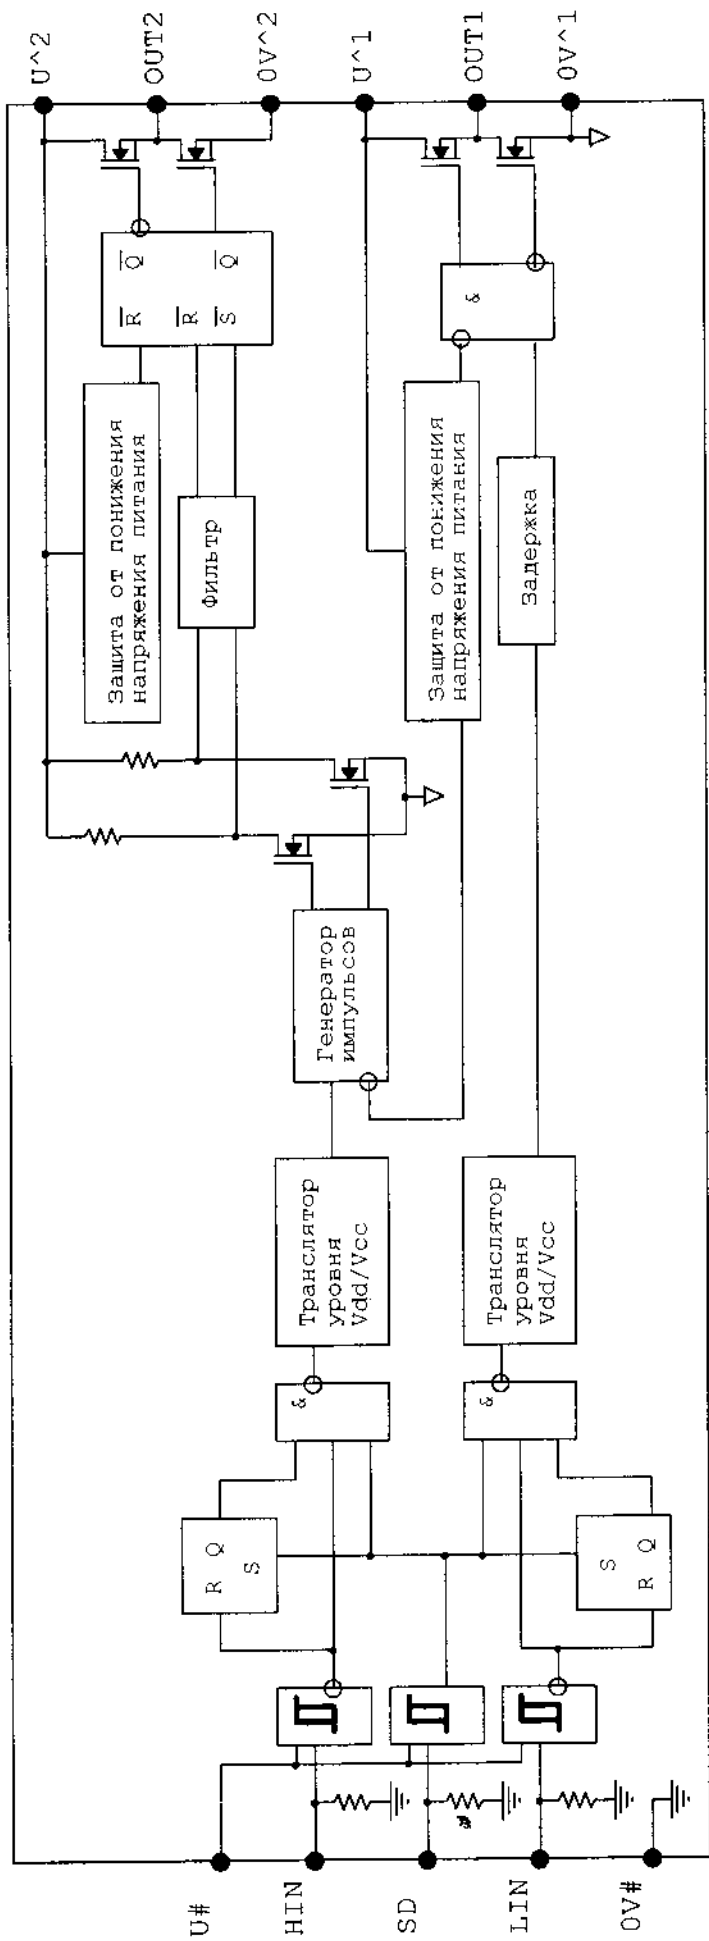 U^2
OUT2
0V^2
U^1
OUT1
0V^1
Q
Q
R
R
S
&
Защита от понижения
напряжения питания
Фильтр
Защита от понижения
напряжения питания
Задержка
Генератор
импульсов
Транслятор
уровня
Vdd/Vcc
Транслятор
уровня
Vdd/Vcc
&
&
R Q
S
S
R Q
U#
HIN
SD
LIN
0V#